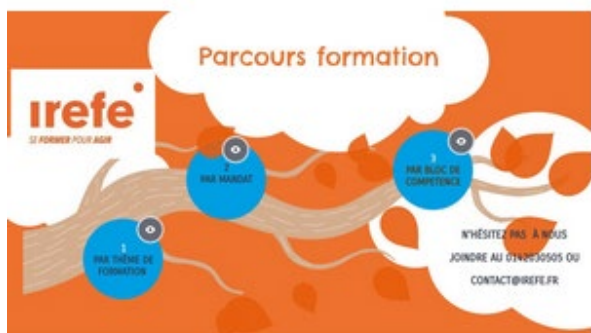 Parcours formation
irefe
SE FORMER POUR AGIR
2
PAR MANDAT
3
PAR BLOC DE
COMPETENCE
1
PAR THÈME DE
FORMATION
N'HÉSITEZ PAS À NOUS
JOINDRE AU 0142030505 OU
CONTACT@IREFE.FR